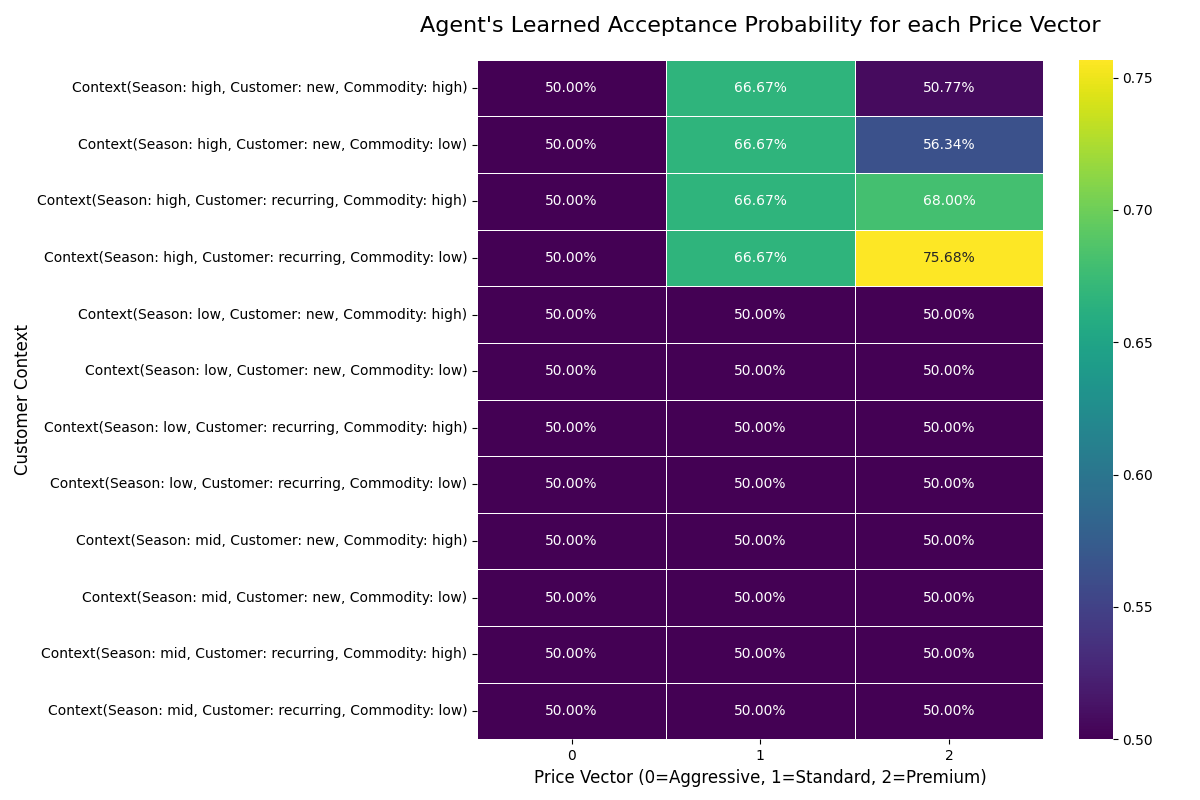 Agent's Learned Acceptance Probability for each Price Vector
Context(Season: high, Customer: new, Commodity: high) 50.00% 66.67% 50.77%
Context(Season: high, Customer: new, Commodity: low) 50.00% 66.67% 56.34%
Context(Season: high, Customer: recurring, Commodity: high) 50.00% 66.67% 68.00%
Context(Season: high, Customer: recurring, Commodity: low) 50.00% 66.67% 75.68%
Context(Season: low, Customer: new, Commodity: high) 50.00% 50.00% 50.00%
Context(Season: low, Customer: new, Commodity: low) 50.00% 50.00% 50.00%
Context(Season: low, Customer: recurring, Commodity: high) 50.00% 50.00% 50.00%
Context(Season: low, Customer: recurring, Commodity: low) 50.00% 50.00% 50.00%
Context(Season: mid, Customer: new, Commodity: high) 50.00% 50.00% 50.00%
Context(Season: mid, Customer: new, Commodity: low) 50.00% 50.00% 50.00%
Context(Season: mid, Customer: recurring, Commodity: high) 50.00% 50.00% 50.00%
Context(Season: mid, Customer: recurring, Commodity: low) 50.00% 50.00% 50.00%
0 1 2
Price Vector (0=Aggressive, 1=Standard, 2=Premium)
Customer Context
0.75
0.70
0.65
0.60
0.55
0.50